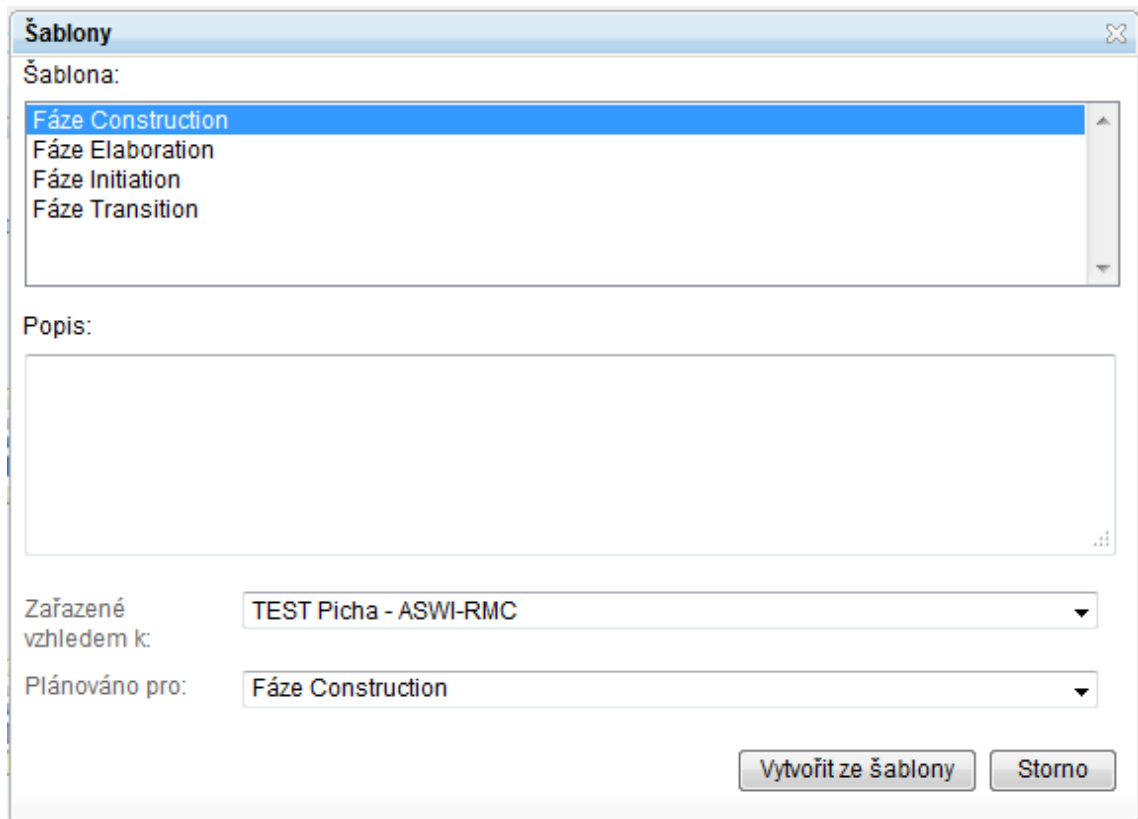 Šablony
Šablona:
Fáze Construction
Fáze Elaboration
Fáze Initiation
Fáze Transition
Popis:
Zařazené
vzhledem k:
TEST Picha - ASWI-RMC
Plánováno pro:
Fáze Construction
Vytvořit ze šablony
Storno